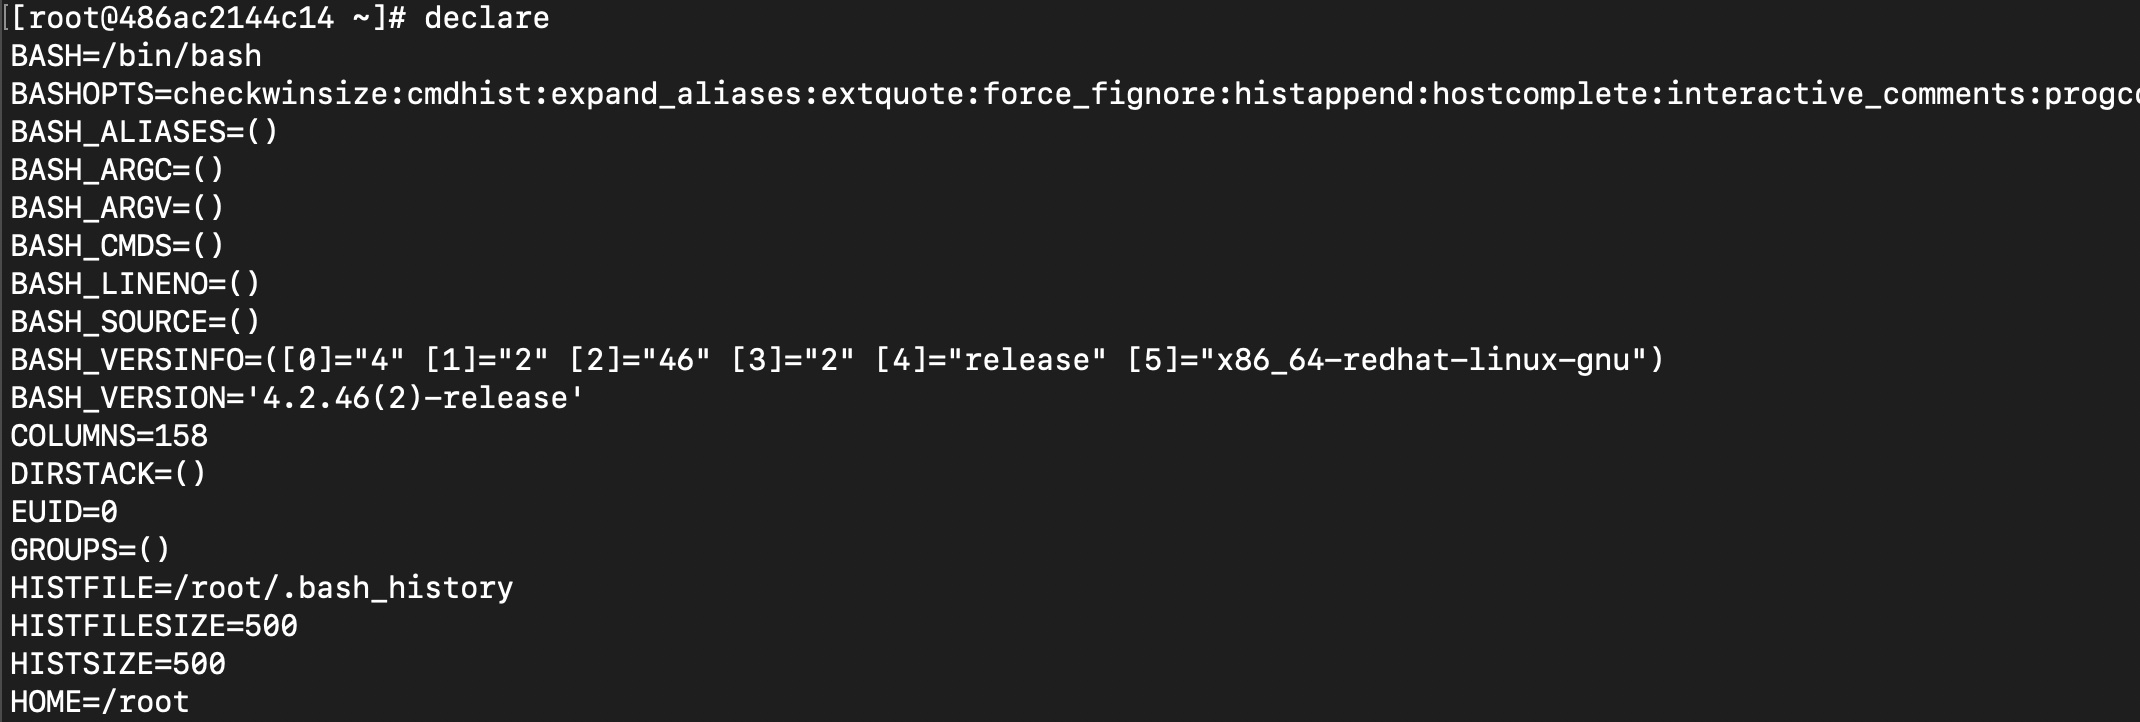 [[root@486ac2144c14 ~]# declare
BASH=/bin/bash
BASHOPTS=checkwinsize:cmdhist:expand_aliases:extquote:force_fignore:histappend:hostcomplete:interactive_comments:progc
BASH_ALIASES=()
BASH_ARGC=()
BASH_ARGV=()
BASH_CMDS=()
BASH_LINENO=()
BASH_SOURCE=()
BASH_VERSINFO=([0]="4" [1]="2" [2]="46" [3]="2" [4]="release" [5]="x86_64-redhat-linux-gnu")
BASH_VERSION='4.2.46(2)-release'
COLUMNS=158
DIRSTACK=()
EUID=0
GROUPS=()
HISTFILE=/root/.bash_history
HISTFILESIZE=500
HISTSIZE=500
HOME=/root